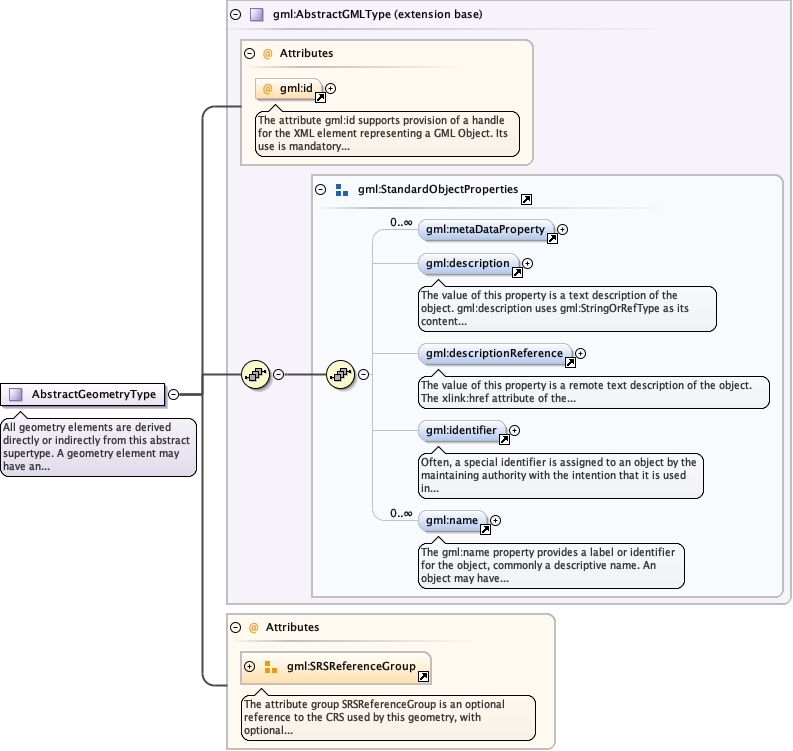 gml:AbstractGMLType (extension base)
@ Attributes
@ gml:id
The attribute gml:id supports provision of a handle
for the XML element representing a GML Object. Its
use is mandatory...
gml:StandardObjectProperties
0..∞
gml:metaDataProperty
gml:description
The value of this property is a text description of the
object. gml:description uses gml:StringOrRefType as its
content...
gml:descriptionReference
The value of this property is a remote text description of the object.
The xlink:href attribute of the...
gml:identifier
Often, a special identifier is assigned to an object by the
maintaining authority with the intention that it is used
in...
0..∞
gml:name
The gml:name property provides a label or identifier
for the object, commonly a descriptive name. An
object may have...
AbstractGeometryType
All geometry elements are derived
directly or indirectly from this abstract
supertype. A geometry element may
have an...
@ Attributes
gml:SRSReferenceGroup
The attribute group SRSReferenceGroup is an optional
reference to the CRS used by this geometry, with
optional...